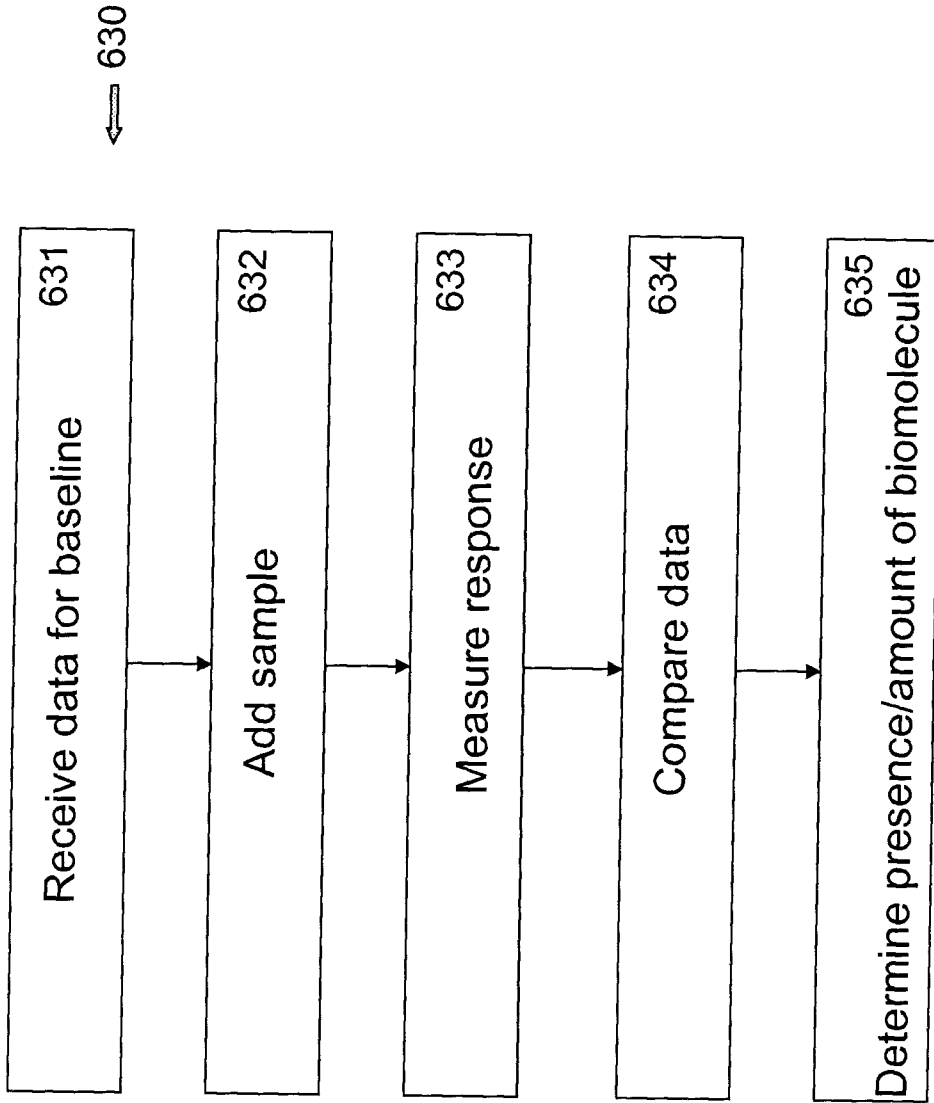 630
631
Receive data for baseline
632
Add sample
633
Measure response
634
Compare data
635
Determine presence/amount of biomolecule